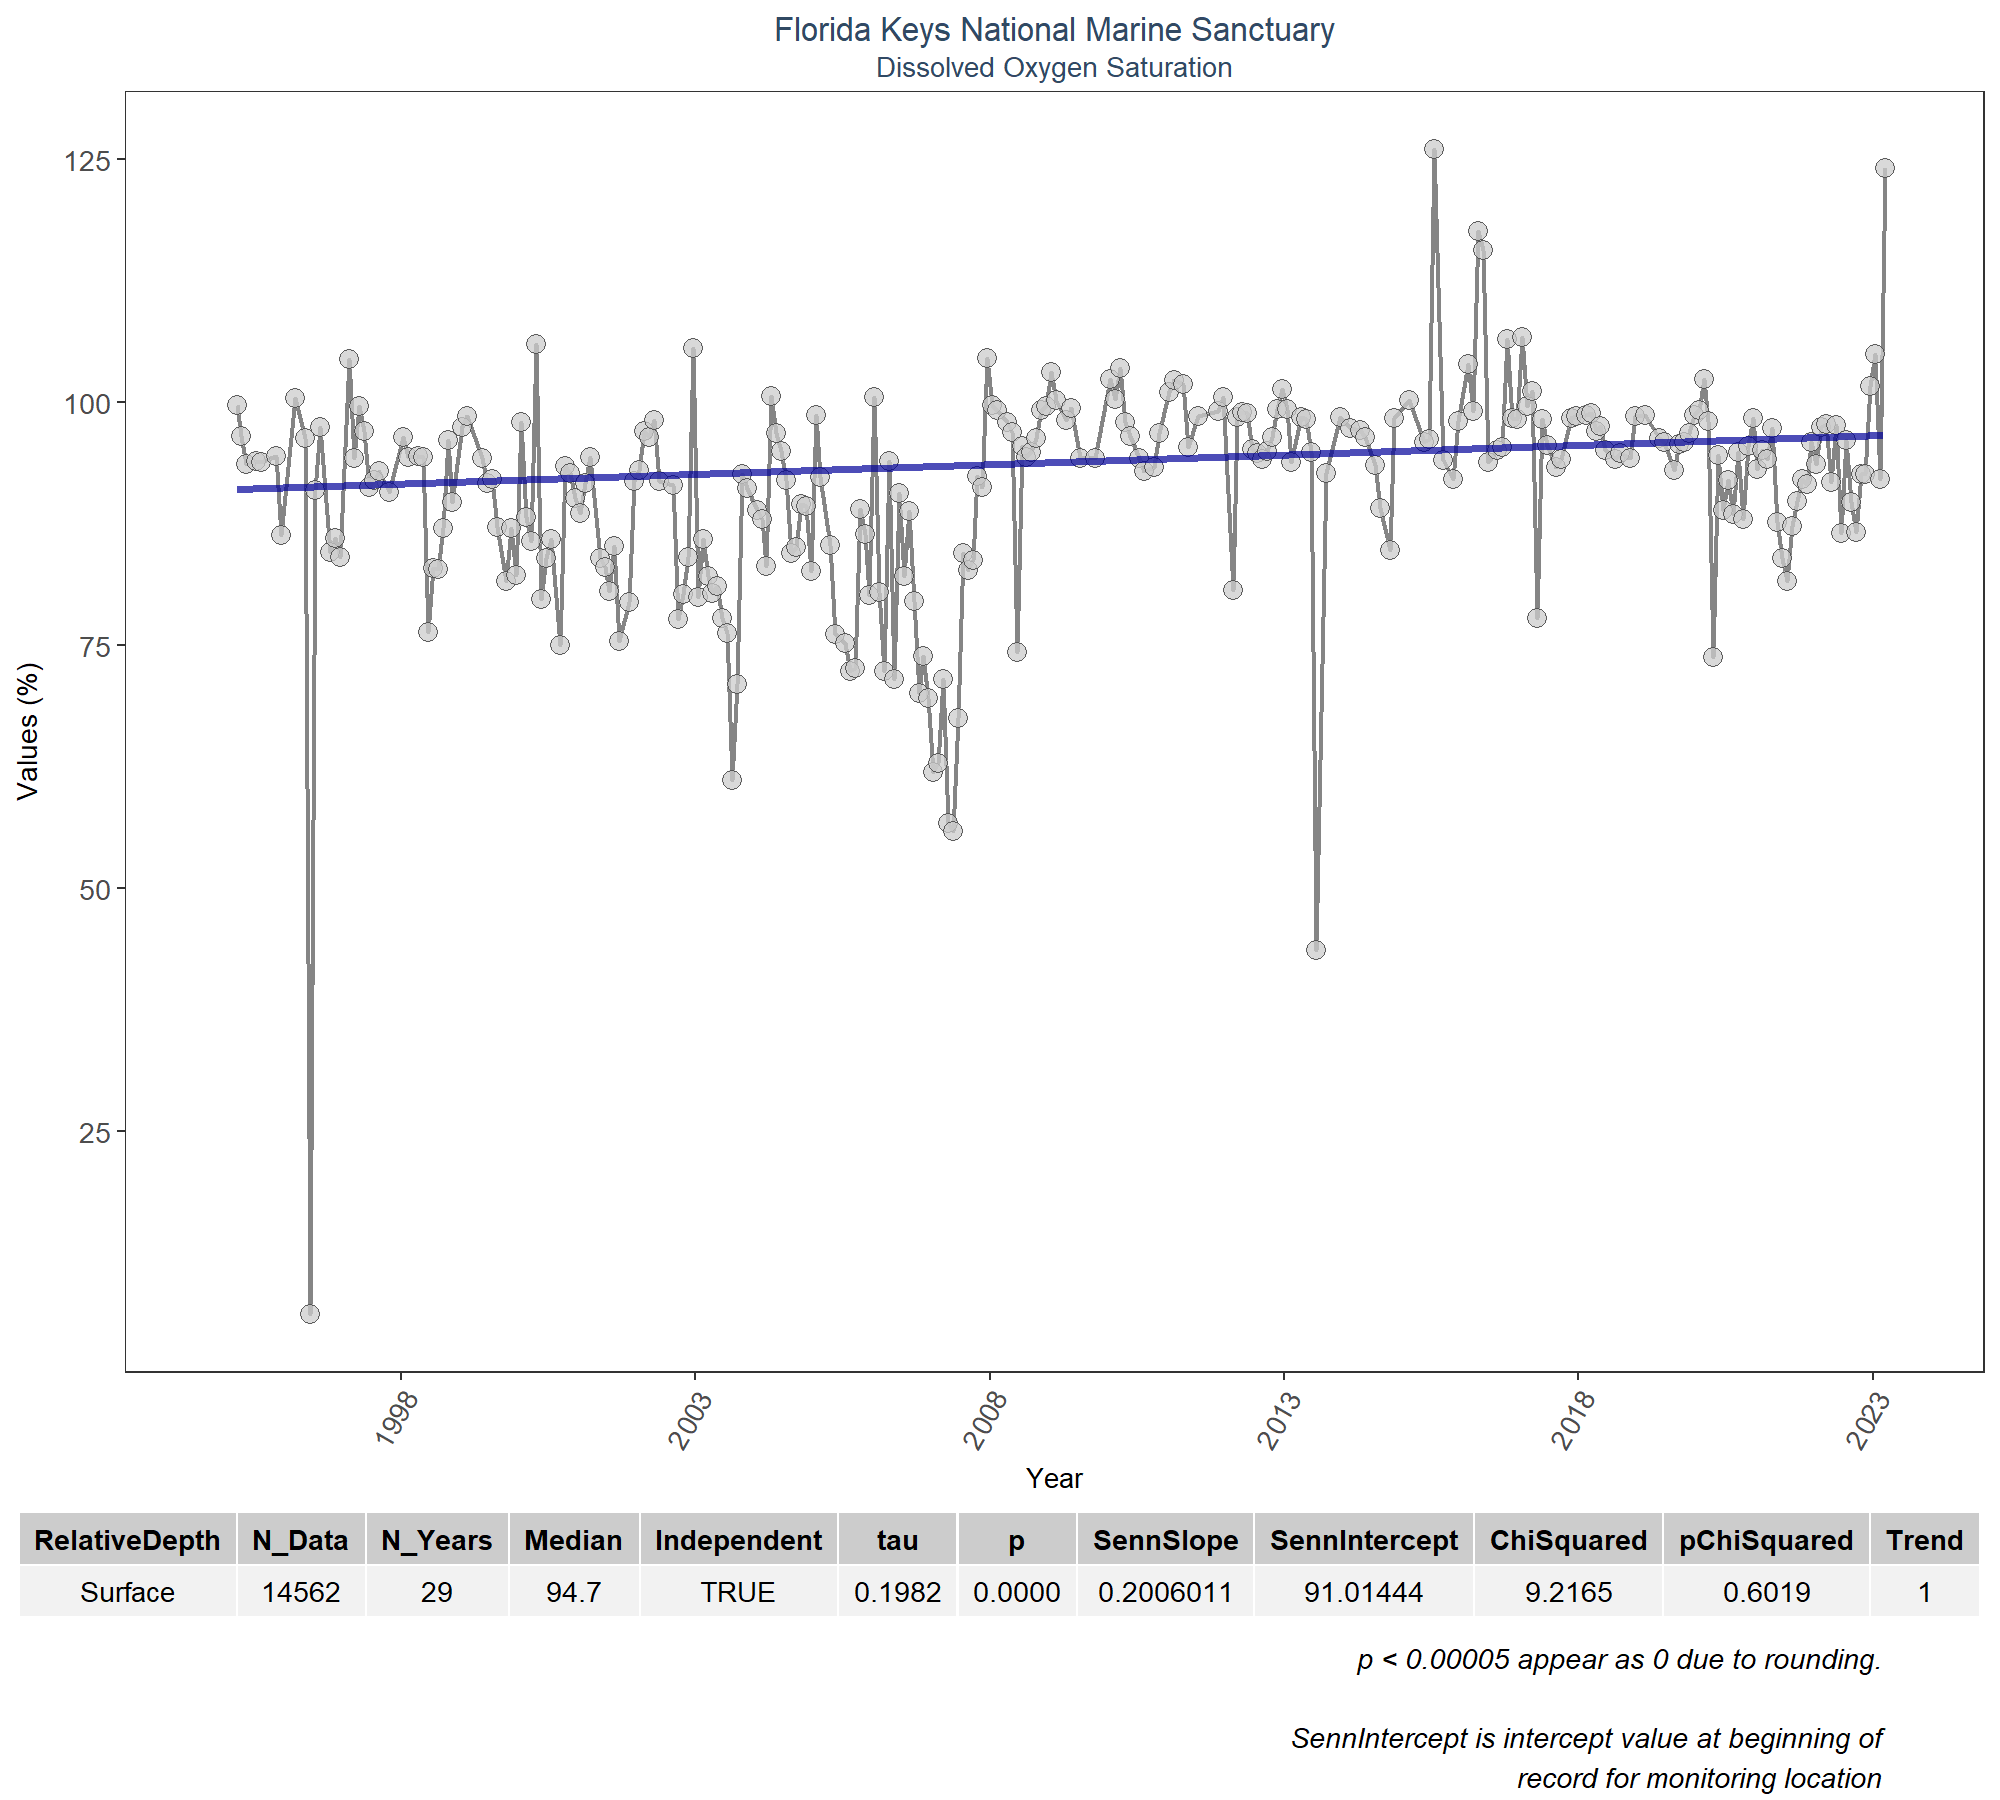 Florida Keys National Marine Sanctuary
Dissolved Oxygen Saturation
Values (%)
125
100
75
50
25
1998 2003 2008 2013 2018 2023
Year
RelativeDepth N_Data N_Years Median Independent tau p SennSlope SennIntercept ChiSquared pChiSquared Trend
Surface 14562 29 94.7 TRUE 0.1982 0.0000 0.2006011 91.01444 9.2165 0.6019 1
p < 0.00005 appear as 0 due to rounding.
SennIntercept is intercept value at beginning of
record for monitoring location